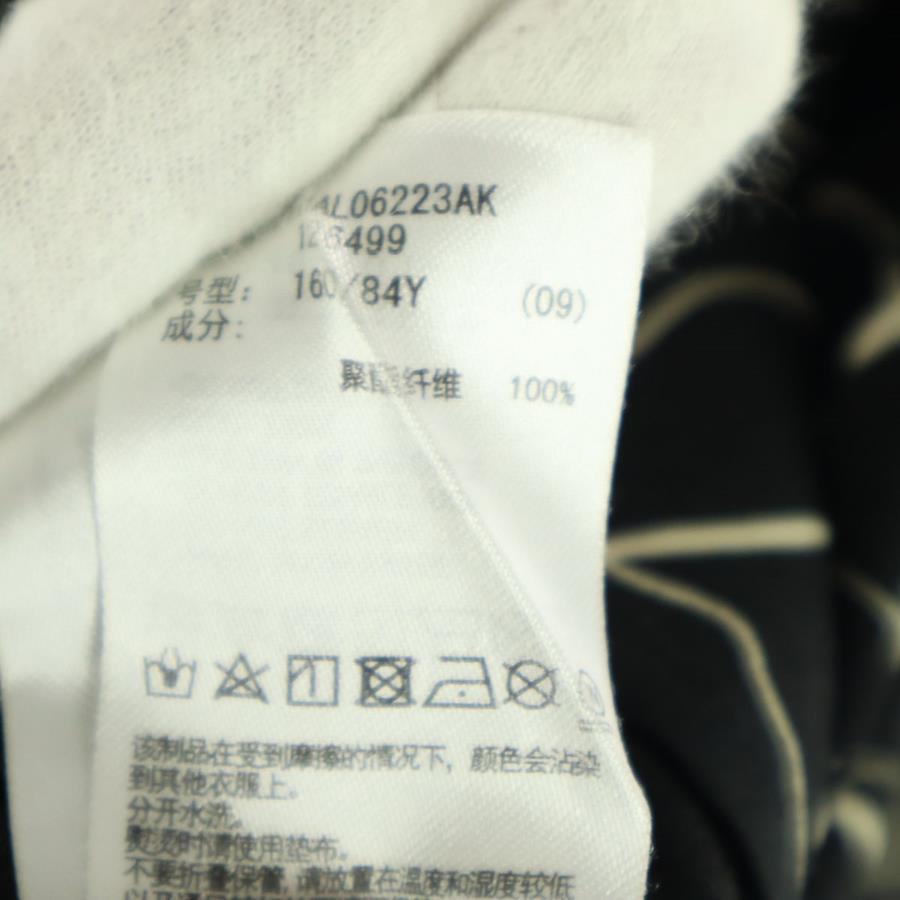 AL06223AK
126499
号型: 160/84Y (09)
成分:
聚酯纤维 100%
该制品在受到摩擦的情况下，颜色会沾染
到其他衣服上。
分开水洗。
熨烫时请使用垫布。
不要折叠保管,请放置在温度和湿度较低